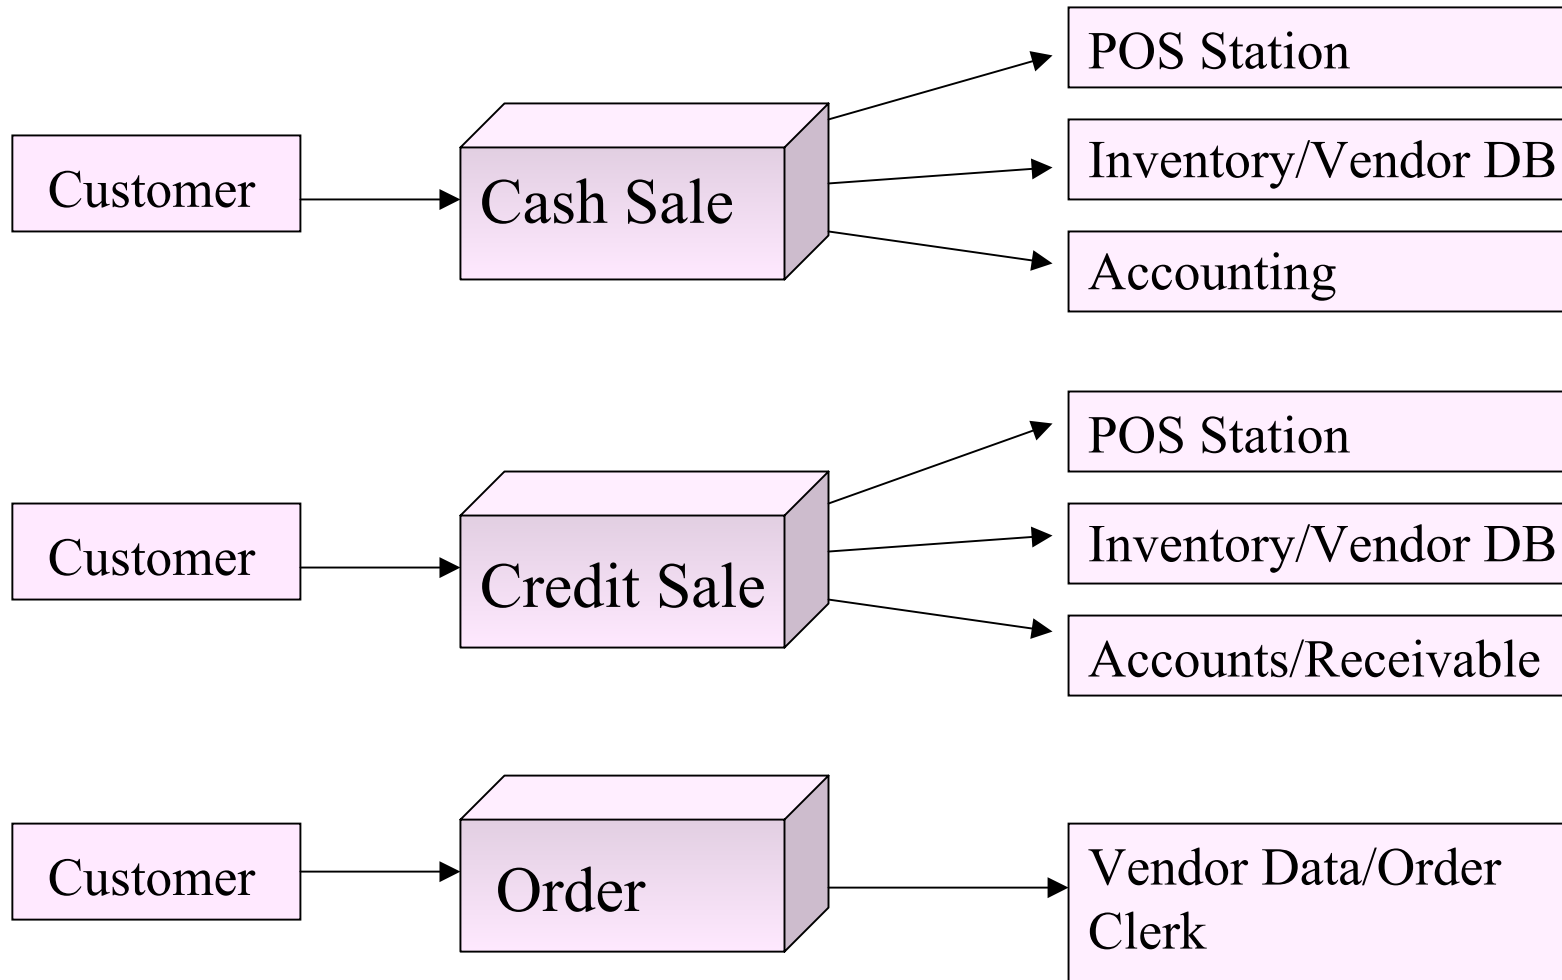 POS Station
Customer
Cash Sale
Inventory/Vendor DB
Accounting
POS Station
Customer
Credit Sale
Inventory/Vendor DB
Accounts/Receivable
Customer
Order
Vendor Data/Order
Clerk